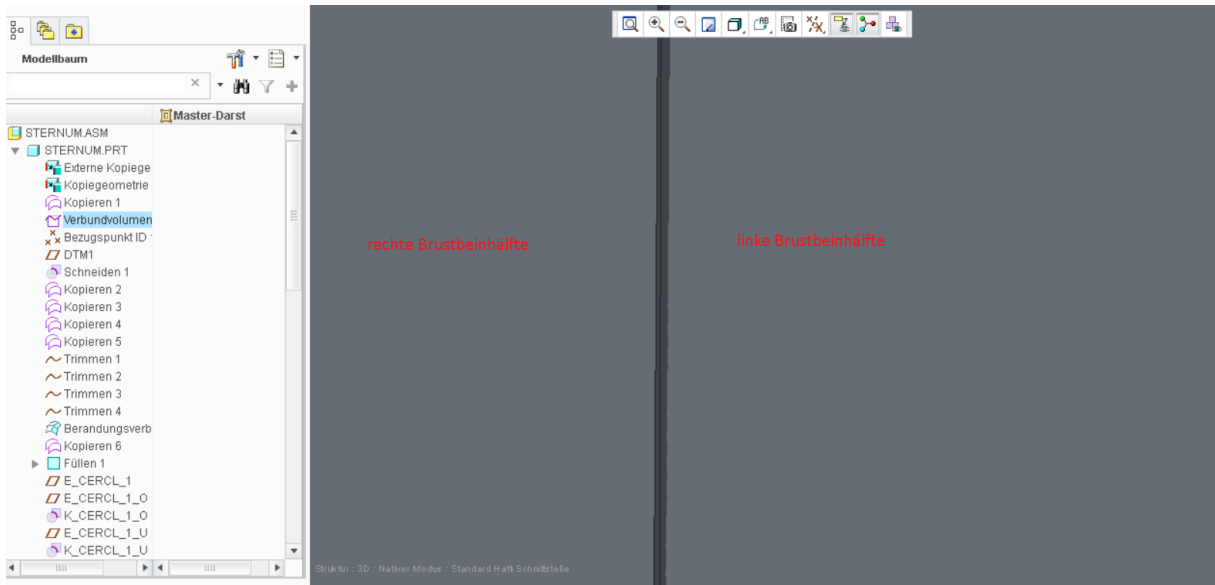 Modellbaum
Master-Darst
STERNUM.ASM
STERNUM.PRT
Externe Kopiege
Kopiegeometrie
Kopieren 1
Verbundvolumen
Bezugspunkt ID
DTM1
Schneiden 1
Kopieren 2
Kopieren 3
Kopieren 4
Kopieren 5
Trimmen 1
Trimmen 2
Trimmen 3
Trimmen 4
Berandungsverb
Kopieren 6
Füllen 1
E_CERCL_1
E_CERCL_1_O
K_CERCL_1_O
E_CERCL_1_U
K_CERCL_1_U
rechte Brustbeinhälfte
linke Brustbeinhälfte
Struktur : 3D : Nativer Modus : Standard Haft Schnittstelle